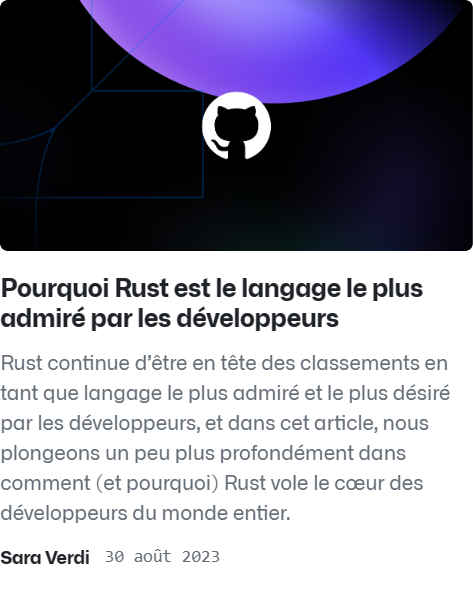 Pourquoi Rust est le langage le plus
admiré par les développeurs
Rust continue d’être en tête des classements en
tant que langage le plus admiré et le plus désiré
par les développeurs, et dans cet article, nous
plongeons un peu plus profondément dans
comment (et pourquoi) Rust vole le cœur des
développeurs du monde entier.
Sara Verdi 30 août 2023